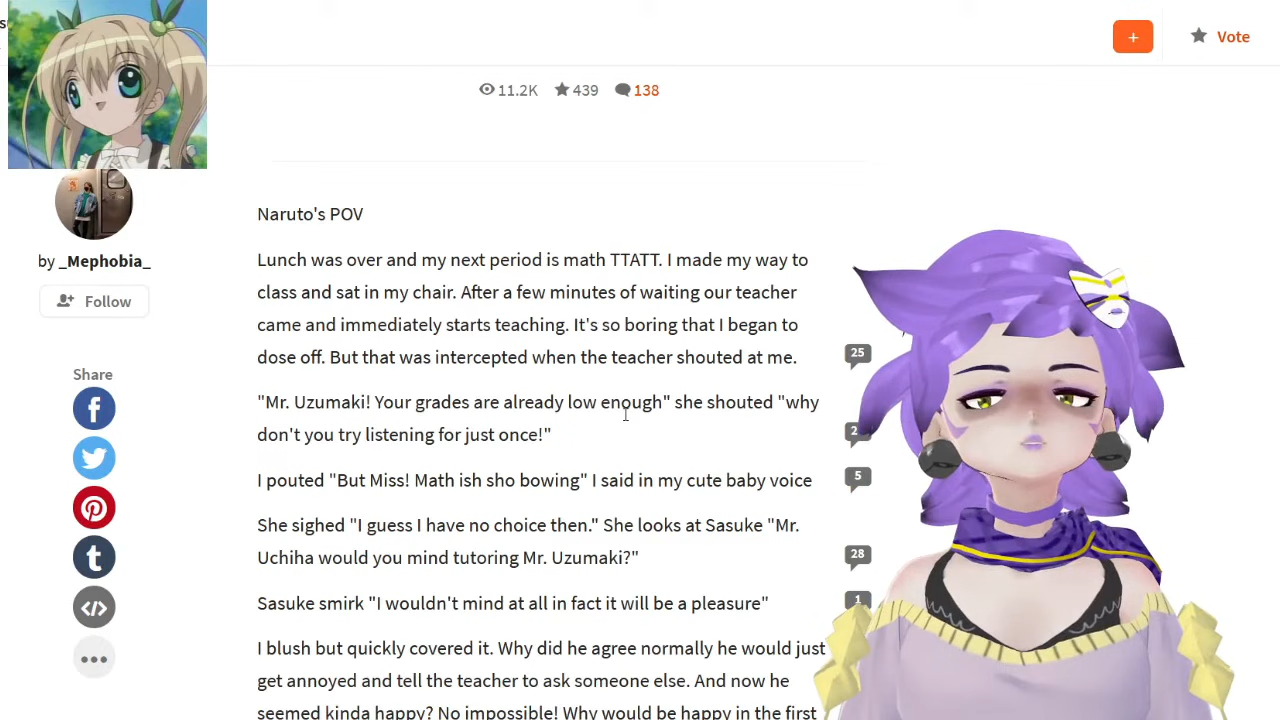 +
Vote
11.2K 439 138
by _Mephobia_
Follow
Share
Naruto's POV
Lunch was over and my next period is math TTATT. I made my way to
class and sat in my chair. After a few minutes of waiting our teacher
came and immediately starts teaching. It's so boring that I began to
dose off. But that was intercepted when the teacher shouted at me.
25
"Mr. Uzumaki! Your grades are already low enough" she shouted "why
don't you try listening for just once!"
2
I pouted "But Miss! Math ish sho bowing" I said in my cute baby voice
5
She sighed "I guess I have no choice then." She looks at Sasuke "Mr.
Uchiha would you mind tutoring Mr. Uzumaki?"
28
Sasuke smirk "I wouldn't mind at all in fact it will be a pleasure"
1
I blush but quickly covered it. Why did he agree normally he would just
get annoyed and tell the teacher to ask someone else. And now he
seemed kinda happy? No impossible! Why would be happy in the first